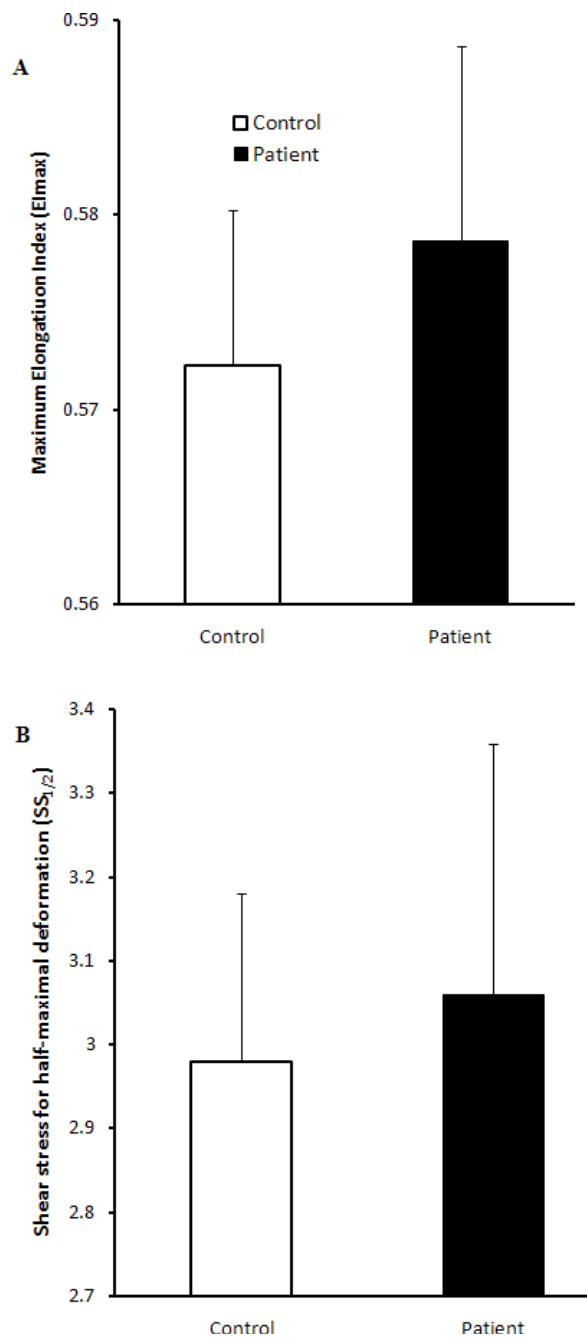 A
Maximum Elongatiuon Index (EImax)
0.59
0.58
0.57
0.56
Control
Patient
Control
Patient
B
Shear stress for half-maximal deformation (SS1/2)
3.4
3.3
3.2
3.1
3
2.9
2.8
2.7
Control
Patient